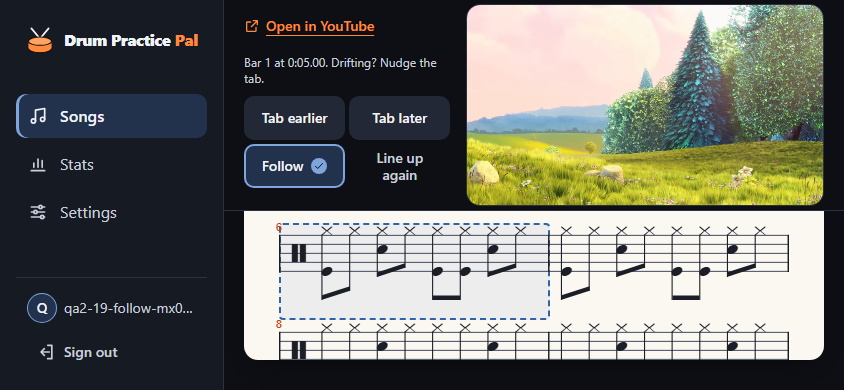 Drum Practice Pal
Songs
Stats
Settings
Q
qa2-19-follow-mx0...
Sign out
Open in YouTube
Bar 1 at 0:05.00. Drifting? Nudge the
tab.
Tab earlier
Tab later
Follow
Line up
again
6
8